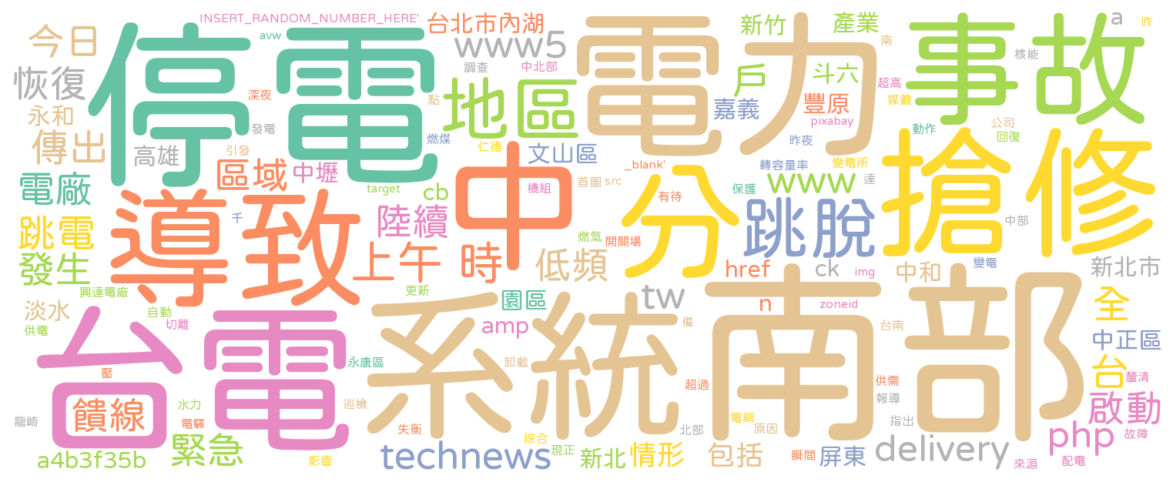 INSERT_RANDOM_NUMBER_HERE'
台北市內湖
新竹
產業
a
昨
今日
avw
停電
www5
電力
事故
南
核能
恢復
調查
中北部
戶
斗六
超高
深夜
點
地區
嘉義
豐原
媒體
永和
傳出
高雄
發電
引發
燃煤
仁德
pixabay
昨夜
動作
公司
回復
區域
中壢
文山區
_blank'
轉容量率
變電所
搶修
電廠
target
cb
中
機組
首圖
src
分
有待
www
保護
達
跳電
導致
千
陸續
燃氣
開關場
跳脫
中部
發生
上午
時
低頻
href
ck
img
中和
變電
新北市
興達電廠
更新
淡水
自動
園區
tw
n
zoneid
全
供電
切離
台電
amp
系統
備
南部
台南
中正區
永康區
卸載
台
釐清
壓
饋線
水力
巡檢
超過
供需
報導
啟動
龍崎
電驛
失衡
綜合
北部
電網
原因
指出
php
故障
a4b3f35b
緊急
影響
technews
現正
新北
情形
包括
瞬間
屏東
delivery
來源
配電